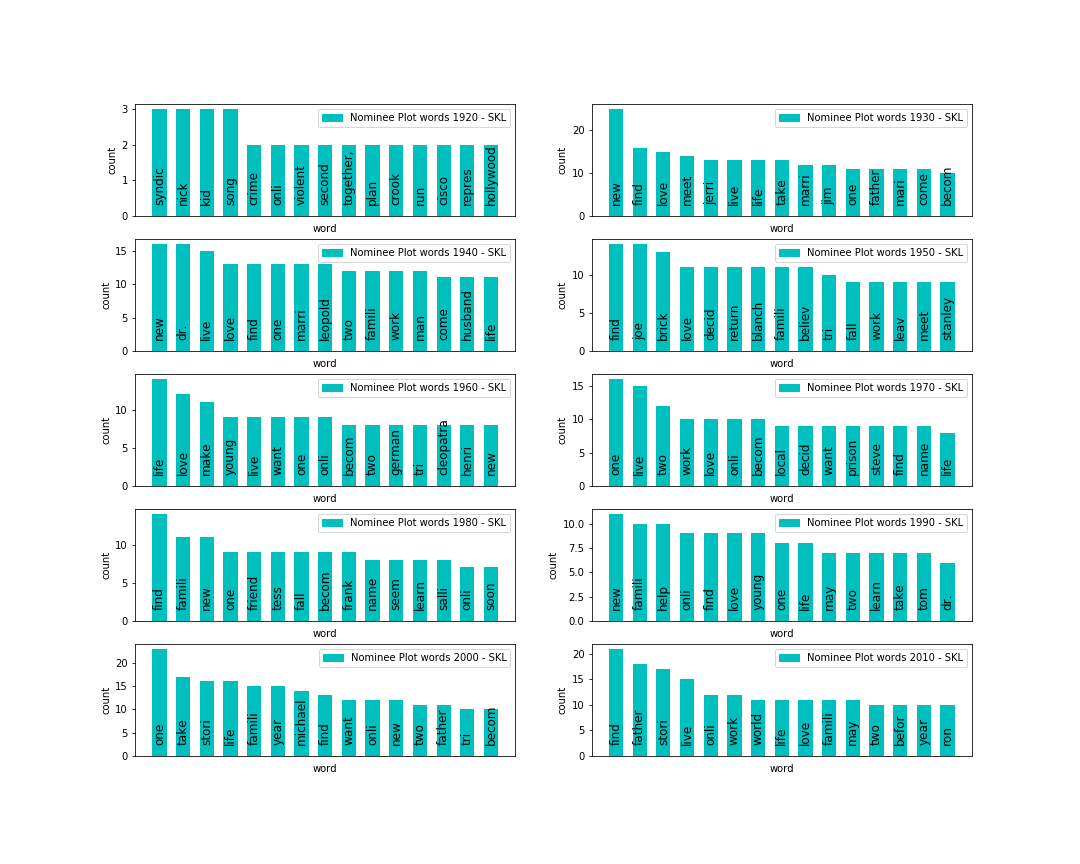 Nominee Plot words 1920 - SKL
count
3
2
1
0
syndic nick kid song crime onli violent second together, plan crook run cisco repres hollywood
word
Nominee Plot words 1930 - SKL
count
20
10
0
new find love meet jerri live life take marri jim one father mari come becom
word
Nominee Plot words 1940 - SKL
count
15
10
5
0
new dr. live love find one marri leopold two famili work man come husband life
word
Nominee Plot words 1950 - SKL
count
10
5
0
find joe brick love decid return blanch famili believ tri fall work leav meet stanley
word
Nominee Plot words 1960 - SKL
count
10
5
0
life love make young live want one onli becom two german tri cleopatra henri new
word
Nominee Plot words 1970 - SKL
count
15
10
5
0
one live two work love onli becom local decid want prison steve find name life
word
Nominee Plot words 1980 - SKL
count
10
5
0
find famili new one friend tess fall becom frank name seem learn salli onli soon
word
Nominee Plot words 1990 - SKL
count
10.0
7.5
5.0
2.5
0.0
new famili help onli find love young one life may two learn take tom dr.
word
Nominee Plot words 2000 - SKL
count
20
15
10
5
0
one take stori life famili year michael find want onli new two father tri becom
word
Nominee Plot words 2010 - SKL
count
20
15
10
5
0
find father stori live onli work world life love famili may two befor year ron
word